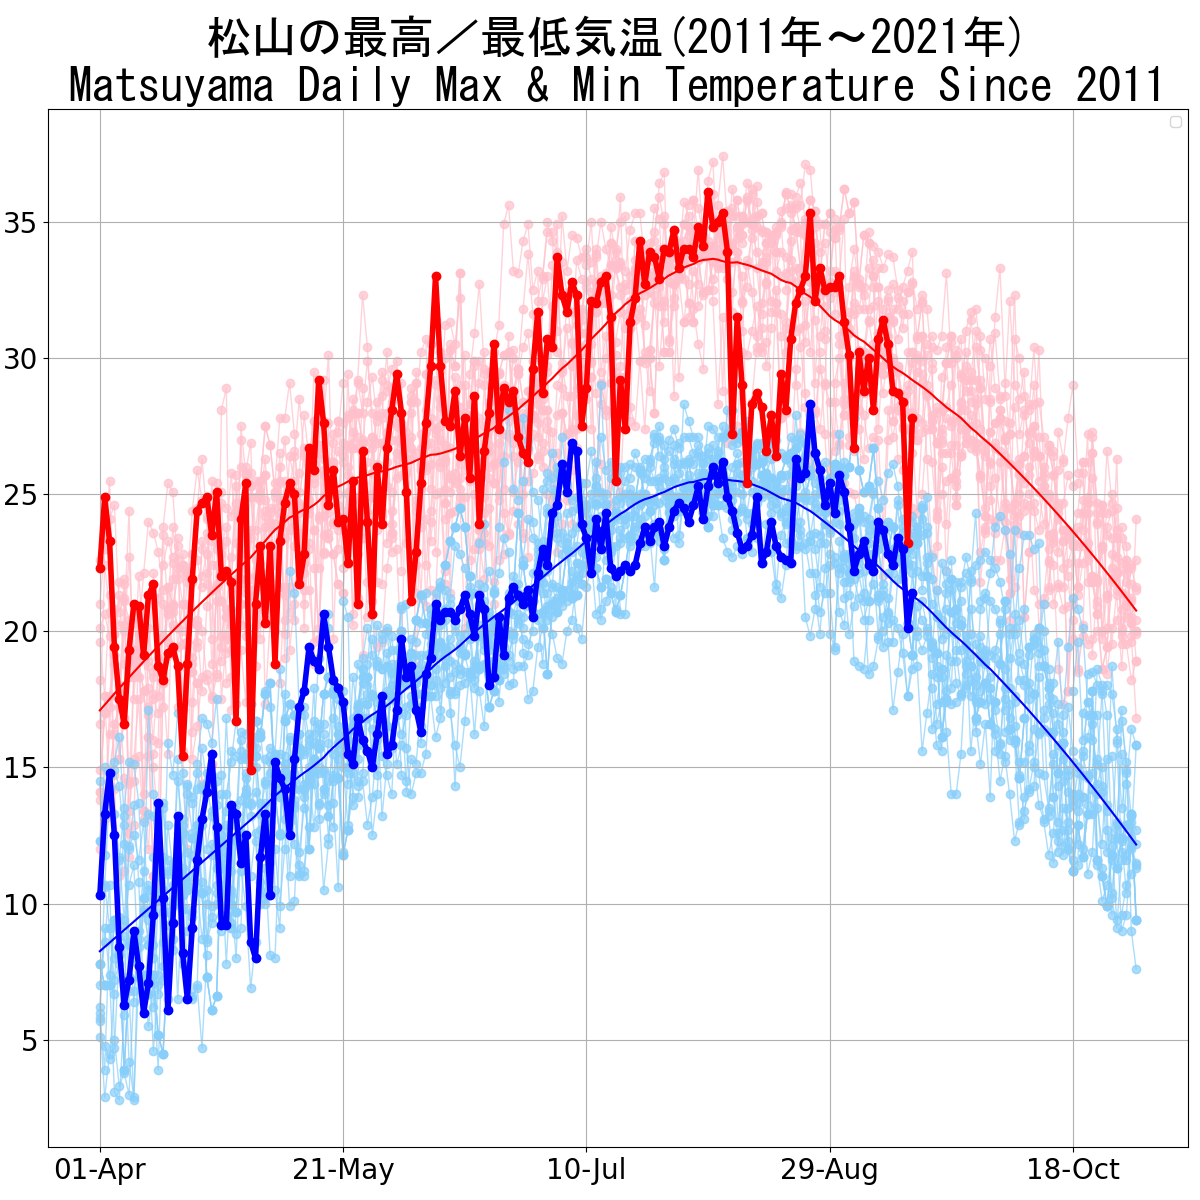 松山の最高／最低気温(2011年～2021年)
Matsuyama Daily Max & Min Temperature Since 2011
35
30
25
20
15
10
5
01-Apr 21-May 10-Jul 29-Aug 18-Oct